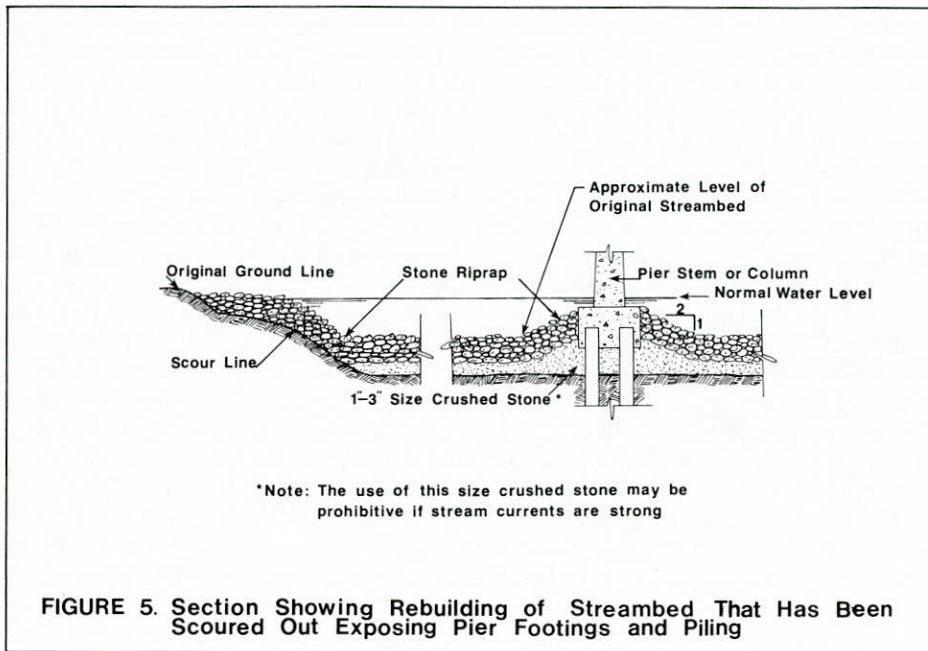 Approximate Level of
Original Streambed
Original Ground Line
Stone Riprap
Pier Stem or Column
Normal Water Level
2
1
Scour Line
1"-3" Size Crushed Stone*
*Note: The use of this size crushed stone may be
prohibitive if stream currents are strong
FIGURE 5. Section Showing Rebuilding of Streambed That Has Been
Scoured Out Exposing Pier Footings and Piling